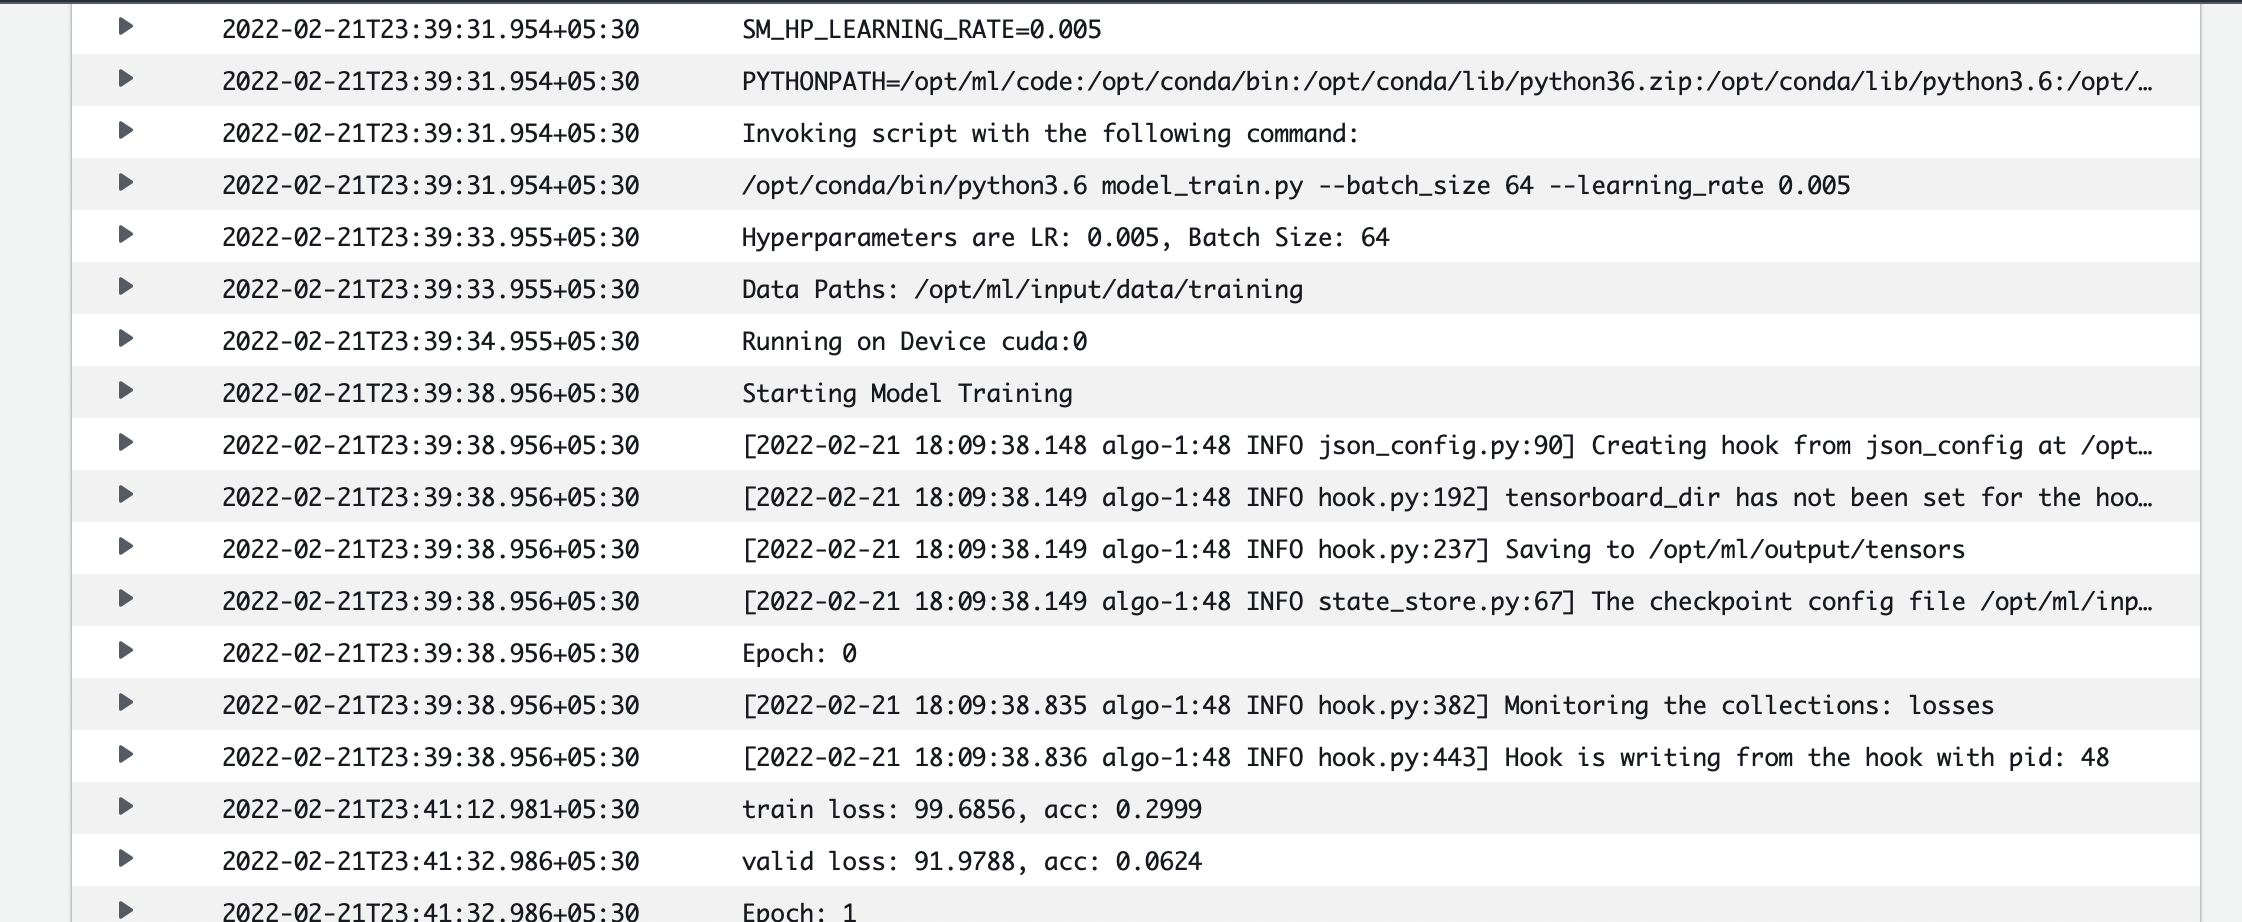 2022-02-21T23:39:31.954+05:30 SM_HP_LEARNING_RATE=0.005
2022-02-21T23:39:31.954+05:30 PYTHONPATH=/opt/ml/code:/opt/conda/bin:/opt/conda/lib/python36.zip:/opt/conda/lib/python3.6:/opt/…
2022-02-21T23:39:31.954+05:30 Invoking script with the following command:
2022-02-21T23:39:31.954+05:30 /opt/conda/bin/python3.6 model_train.py --batch_size 64 --learning_rate 0.005
2022-02-21T23:39:33.955+05:30 Hyperparameters are LR: 0.005, Batch Size: 64
2022-02-21T23:39:33.955+05:30 Data Paths: /opt/ml/input/data/training
2022-02-21T23:39:34.955+05:30 Running on Device cuda:0
2022-02-21T23:39:38.956+05:30 Starting Model Training
2022-02-21T23:39:38.956+05:30 [2022-02-21 18:09:38.148 algo-1:48 INFO json_config.py:90] Creating hook from json_config at /opt…
2022-02-21T23:39:38.956+05:30 [2022-02-21 18:09:38.149 algo-1:48 INFO hook.py:192] tensorboard_dir has not been set for the hoo…
2022-02-21T23:39:38.956+05:30 [2022-02-21 18:09:38.149 algo-1:48 INFO hook.py:237] Saving to /opt/ml/output/tensors
2022-02-21T23:39:38.956+05:30 [2022-02-21 18:09:38.149 algo-1:48 INFO state_store.py:67] The checkpoint config file /opt/ml/inp…
2022-02-21T23:39:38.956+05:30 Epoch: 0
2022-02-21T23:39:38.956+05:30 [2022-02-21 18:09:38.835 algo-1:48 INFO hook.py:382] Monitoring the collections: losses
2022-02-21T23:39:38.956+05:30 [2022-02-21 18:09:38.836 algo-1:48 INFO hook.py:443] Hook is writing from the hook with pid: 48
2022-02-21T23:41:12.981+05:30 train loss: 99.6856, acc: 0.2999
2022-02-21T23:41:32.986+05:30 valid loss: 91.9788, acc: 0.0624
2022-02-21T23:41:32.986+05:30 Epoch: 1